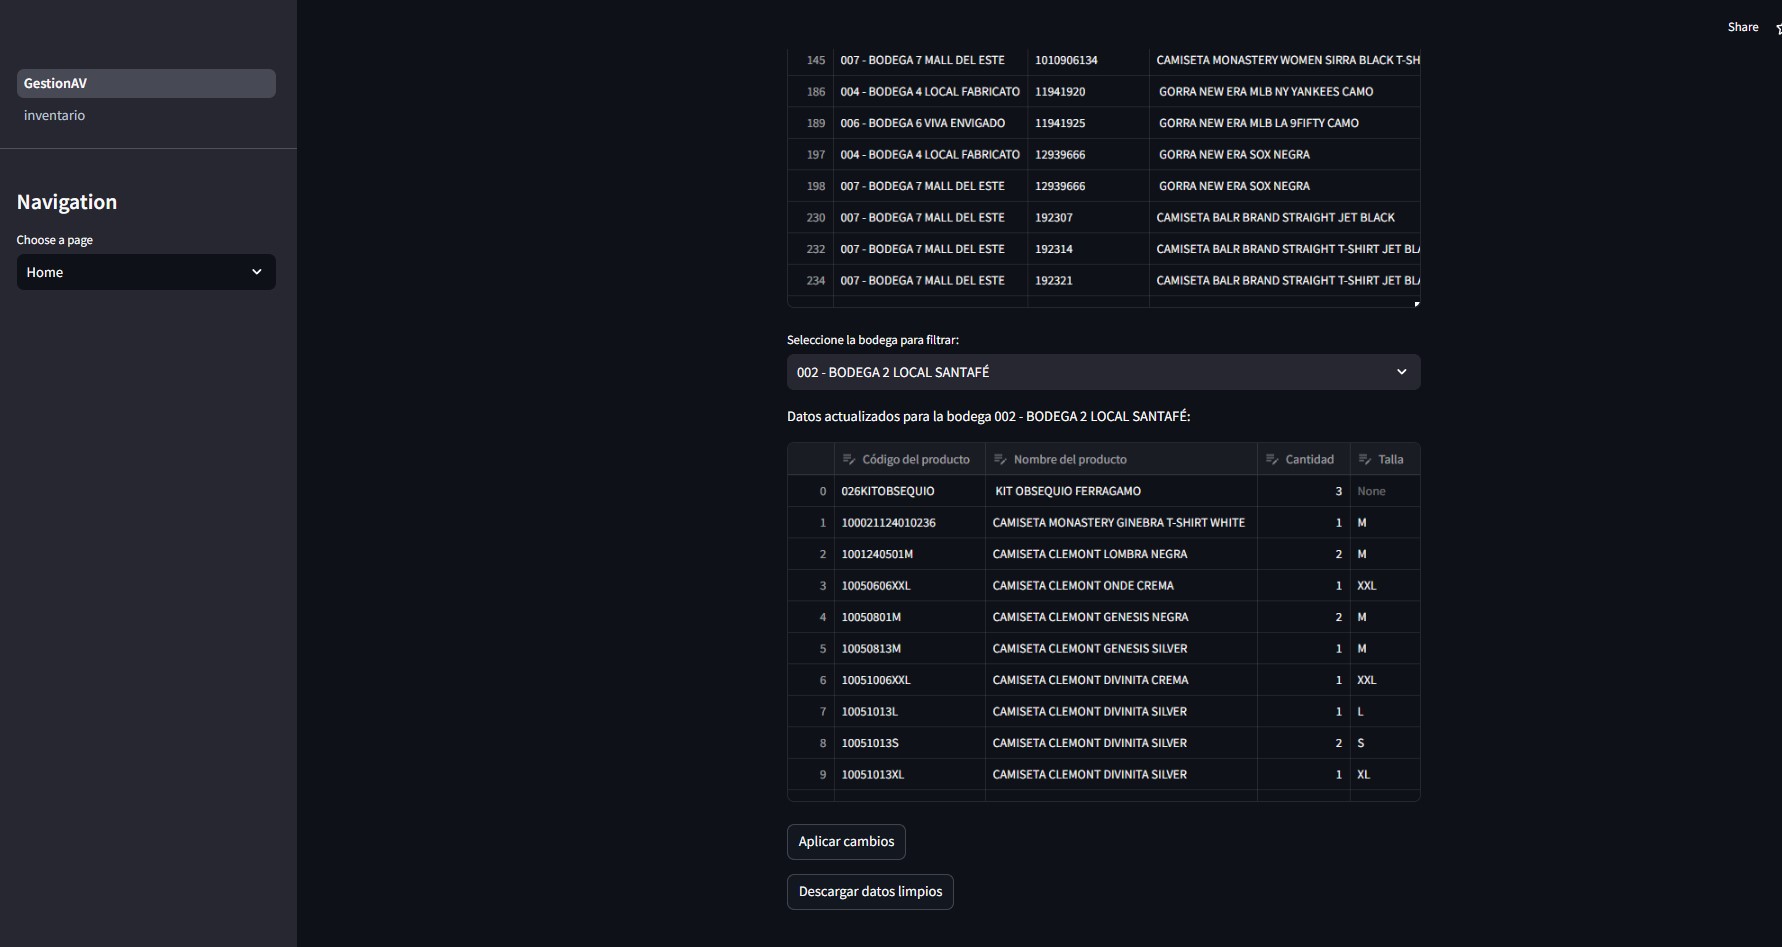 Share
GestionAV
inventario
Navigation
Choose a page
Home
145 007 - BODEGA 7 MALL DEL ESTE 1010906134 CAMISETA MONASTERY WOMEN SIRRA BLACK T-SH
186 004 - BODEGA 4 LOCAL FABRICATO 11941920 GORRA NEW ERA MLB NY YANKEES CAMO
189 006 - BODEGA 6 VIVA ENVIGADO 11941925 GORRA NEW ERA MLB LA 9FIFTY CAMO
197 004 - BODEGA 4 LOCAL FABRICATO 12939666 GORRA NEW ERA SOX NEGRA
198 007 - BODEGA 7 MALL DEL ESTE 12939666 GORRA NEW ERA SOX NEGRA
230 007 - BODEGA 7 MALL DEL ESTE 192307 CAMISETA BALR BRAND STRAIGHT JET BLACK
232 007 - BODEGA 7 MALL DEL ESTE 192314 CAMISETA BALR BRAND STRAIGHT T-SHIRT JET BLA
234 007 - BODEGA 7 MALL DEL ESTE 192321 CAMISETA BALR BRAND STRAIGHT T-SHIRT JET BLA
Seleccione la bodega para filtrar:
002 - BODEGA 2 LOCAL SANTAFÉ
Datos actualizados para la bodega 002 - BODEGA 2 LOCAL SANTAFÉ:
Código del producto Nombre del producto Cantidad Talla
0 026KITOBSEQUIO KIT OBSEQUIO FERRAGAMO 3 None
1 100021124010236 CAMISETA MONASTERY GINEBRA T-SHIRT WHITE 1 M
2 1001240501M CAMISETA CLEMONT LOMBRA NEGRA 2 M
3 10050606XXL CAMISETA CLEMONT ONDE CREMA 1 XXL
4 10050801M CAMISETA CLEMONT GENESIS NEGRA 2 M
5 10050813M CAMISETA CLEMONT GENESIS SILVER 1 M
6 10051006XXL CAMISETA CLEMONT DIVINITA CREMA 1 XXL
7 10051013L CAMISETA CLEMONT DIVINITA SILVER 1 L
8 10051013S CAMISETA CLEMONT DIVINITA SILVER 2 S
9 10051013XL CAMISETA CLEMONT DIVINITA SILVER 1 XL
Aplicar cambios
Descargar datos limpios